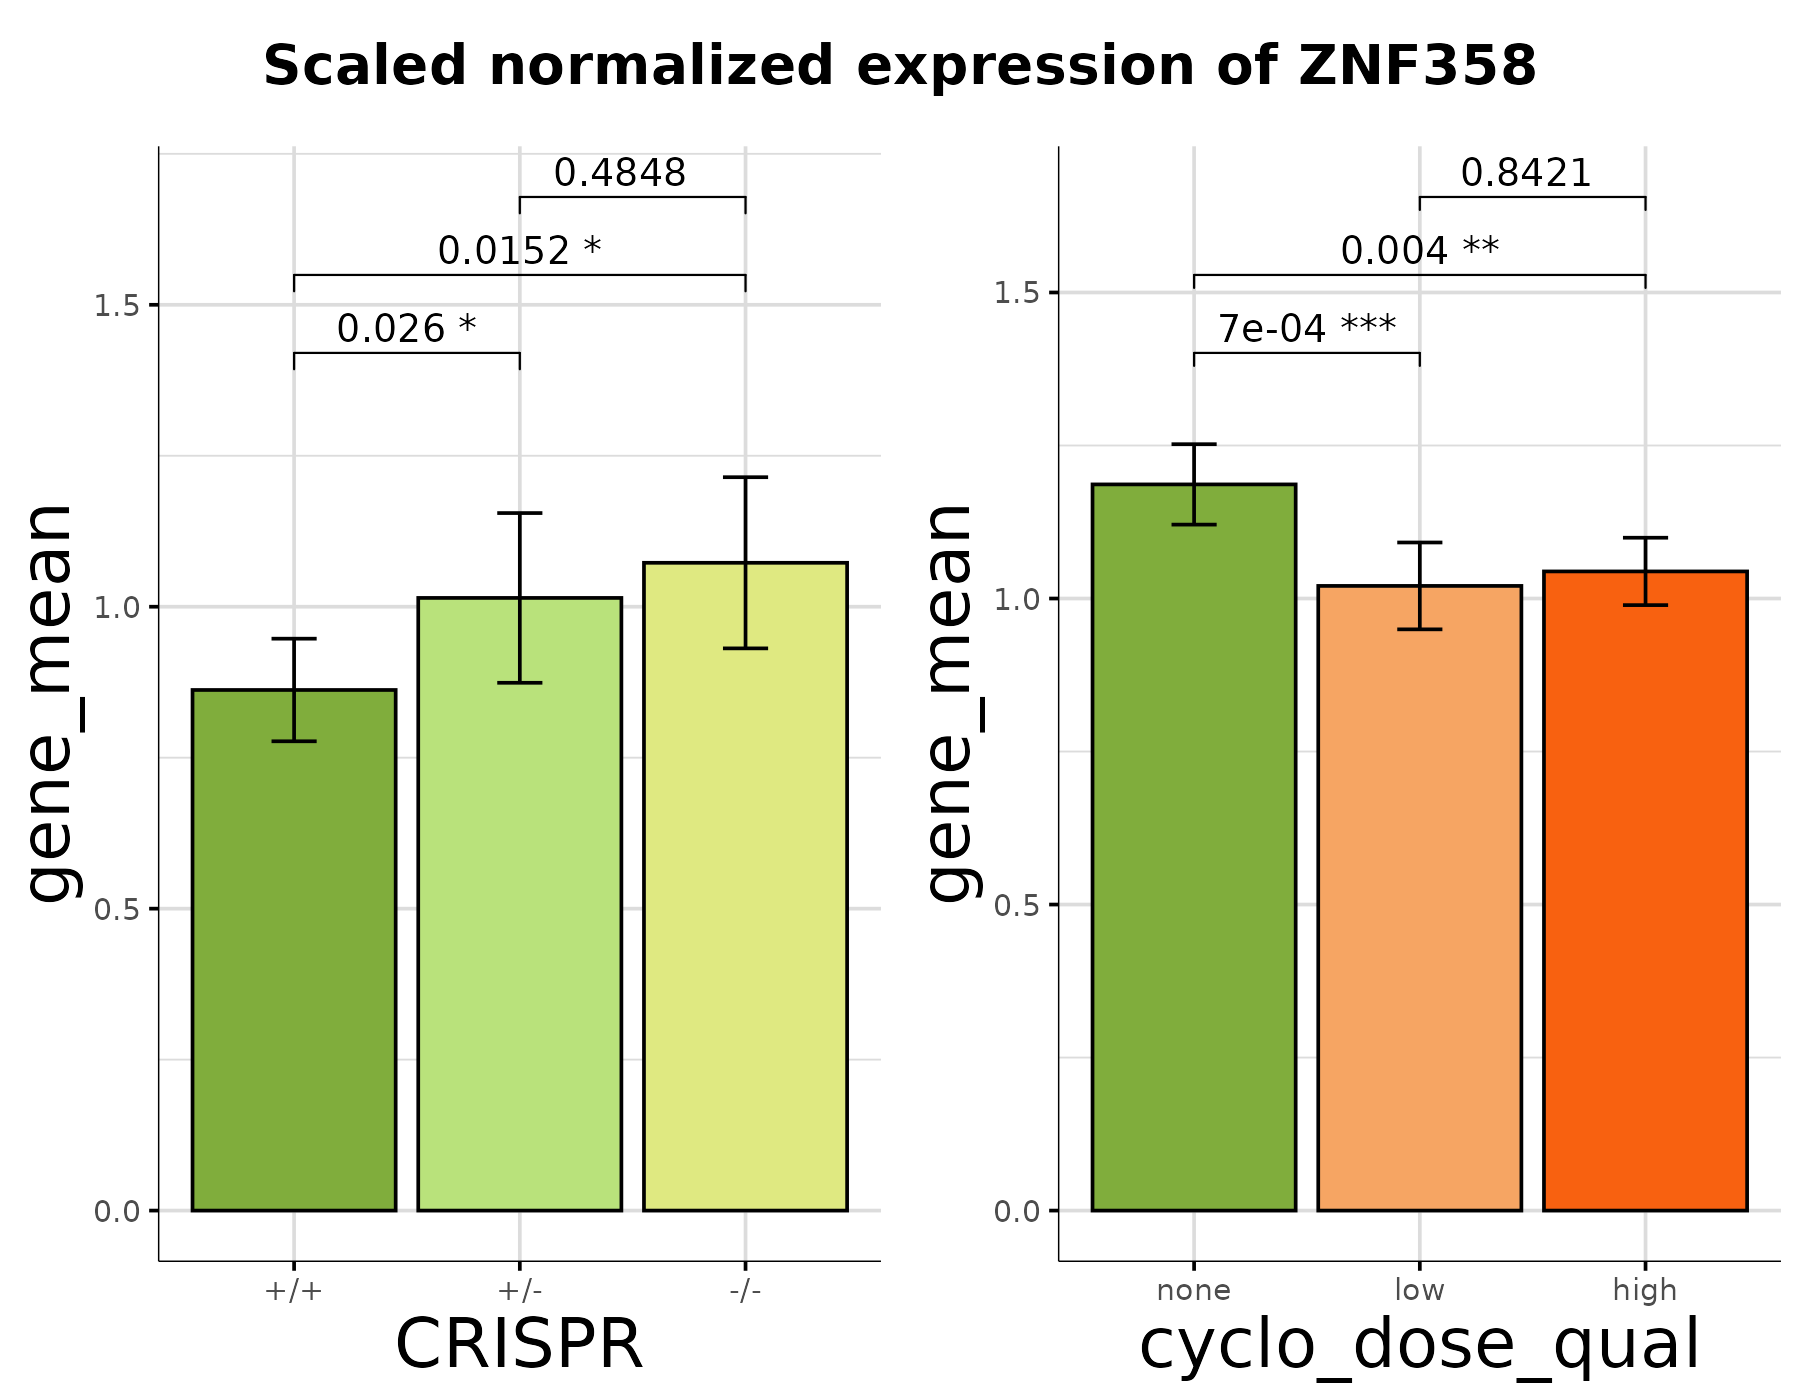 Scaled normalized expression of ZNF358
gene_mean
1.5
1.0
0.5
0.0
0.4848
0.0152 *
0.026 *
+/+
+/-
-/-
CRISPR
gene_mean
1.5
1.0
0.5
0.0
0.8421
0.004 **
7e-04 ***
none
low
high
cyclo_dose_qual